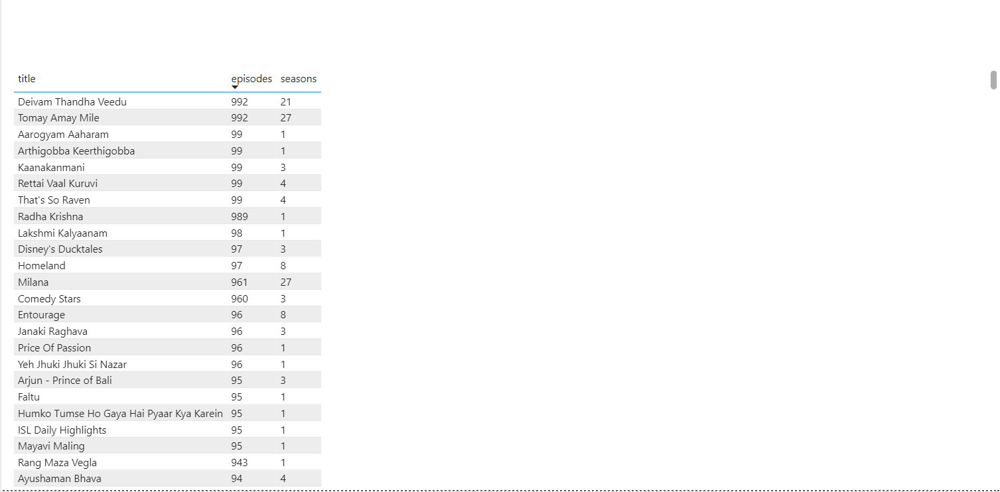 title episodes seasons
Deivam Thandha Veedu 992 21
Tomay Amay Mile 992 27
Aarogyam Aaharam 99 1
Arthigobba Keerthigobba 99 1
Kaanakanmani 99 3
Rettai Vaal Kuruvi 99 4
That's So Raven 99 4
Radha Krishna 989 1
Lakshmi Kalyaanam 98 1
Disney's Ducktales 97 3
Homeland 97 8
Milana 961 27
Comedy Stars 960 3
Entourage 96 8
Janaki Raghava 96 3
Price Of Passion 96 1
Yeh Jhuki Jhuki Si Nazar 96 1
Arjun - Prince of Bali 95 3
Faltu 95 1
Humko Tumse Ho Gaya Hai Pyaar Kya Karein 95 1
ISL Daily Highlights 95 1
Mayavi Maling 95 1
Rang Maza Vegla 943 1
Ayushaman Bhava 94 4